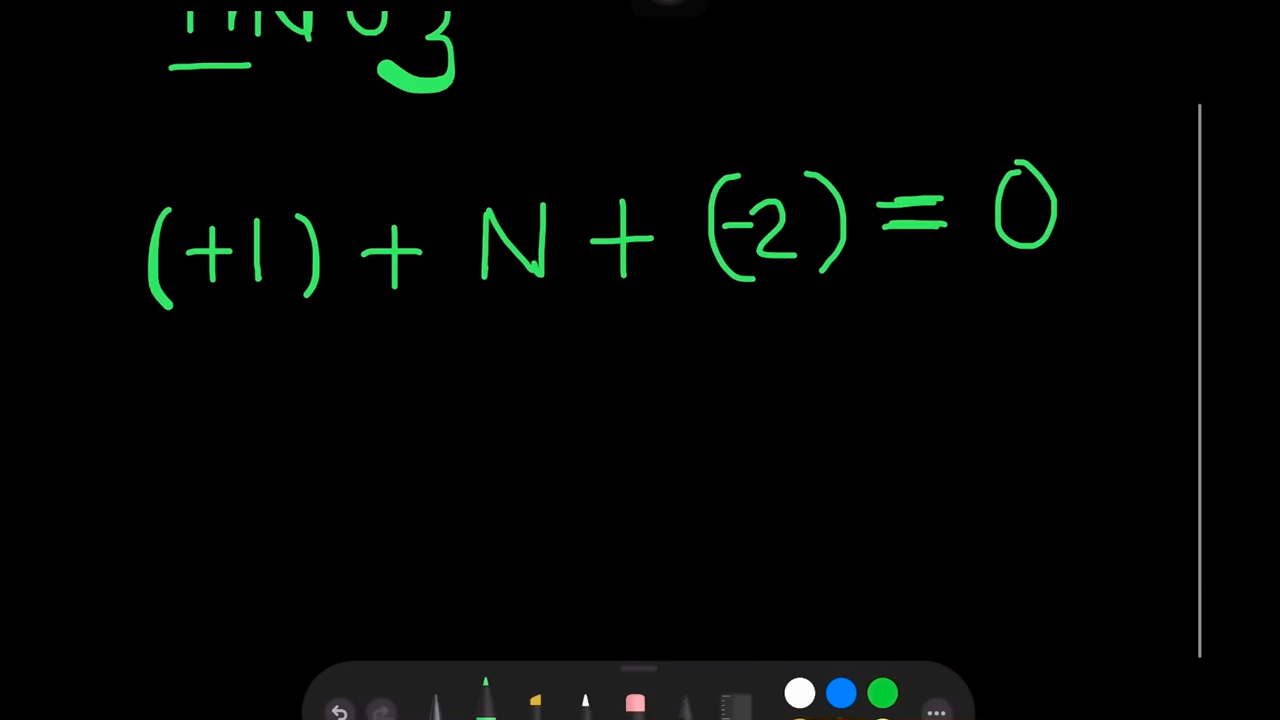 (+1) + N + (-2) = 0